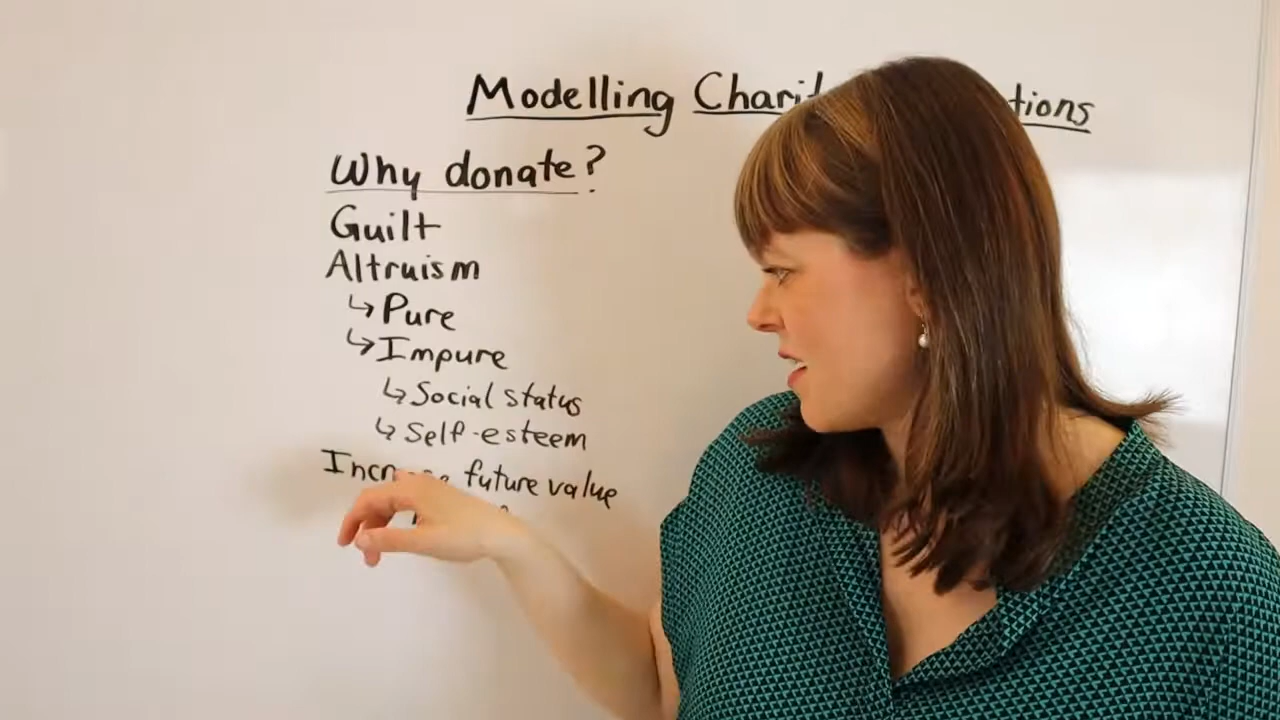 Modelling
Why donate?
Guilt
Altruism
↳ Pure
↳ Impure
↳ Social status
↳ Self-esteem
future value